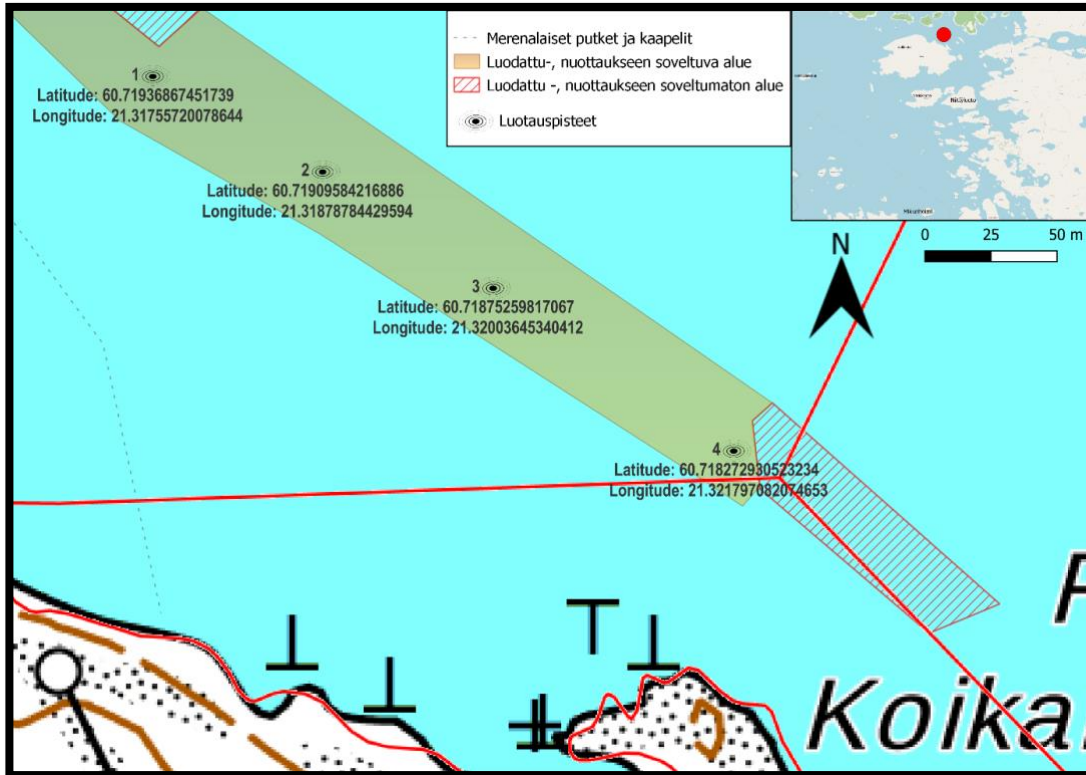 Merenalaiset putket ja kaapelit
Luodattu-, nuottaukseen soveltuva alue
Luodattu -, nuottaukseen soveltumaton alue
Luotauspisteet
1
Latitude: 60.71936867451739
Longitude: 21.31755720078644
2
Latitude: 60.71909584216886
Longitude: 21.31878784429594
3
Latitude: 60.71875259817067
Longitude: 21.32003645340412
4
Latitude: 60.718272930523234
Longitude: 21.321797082074653
N
0 25 50 m
Koika